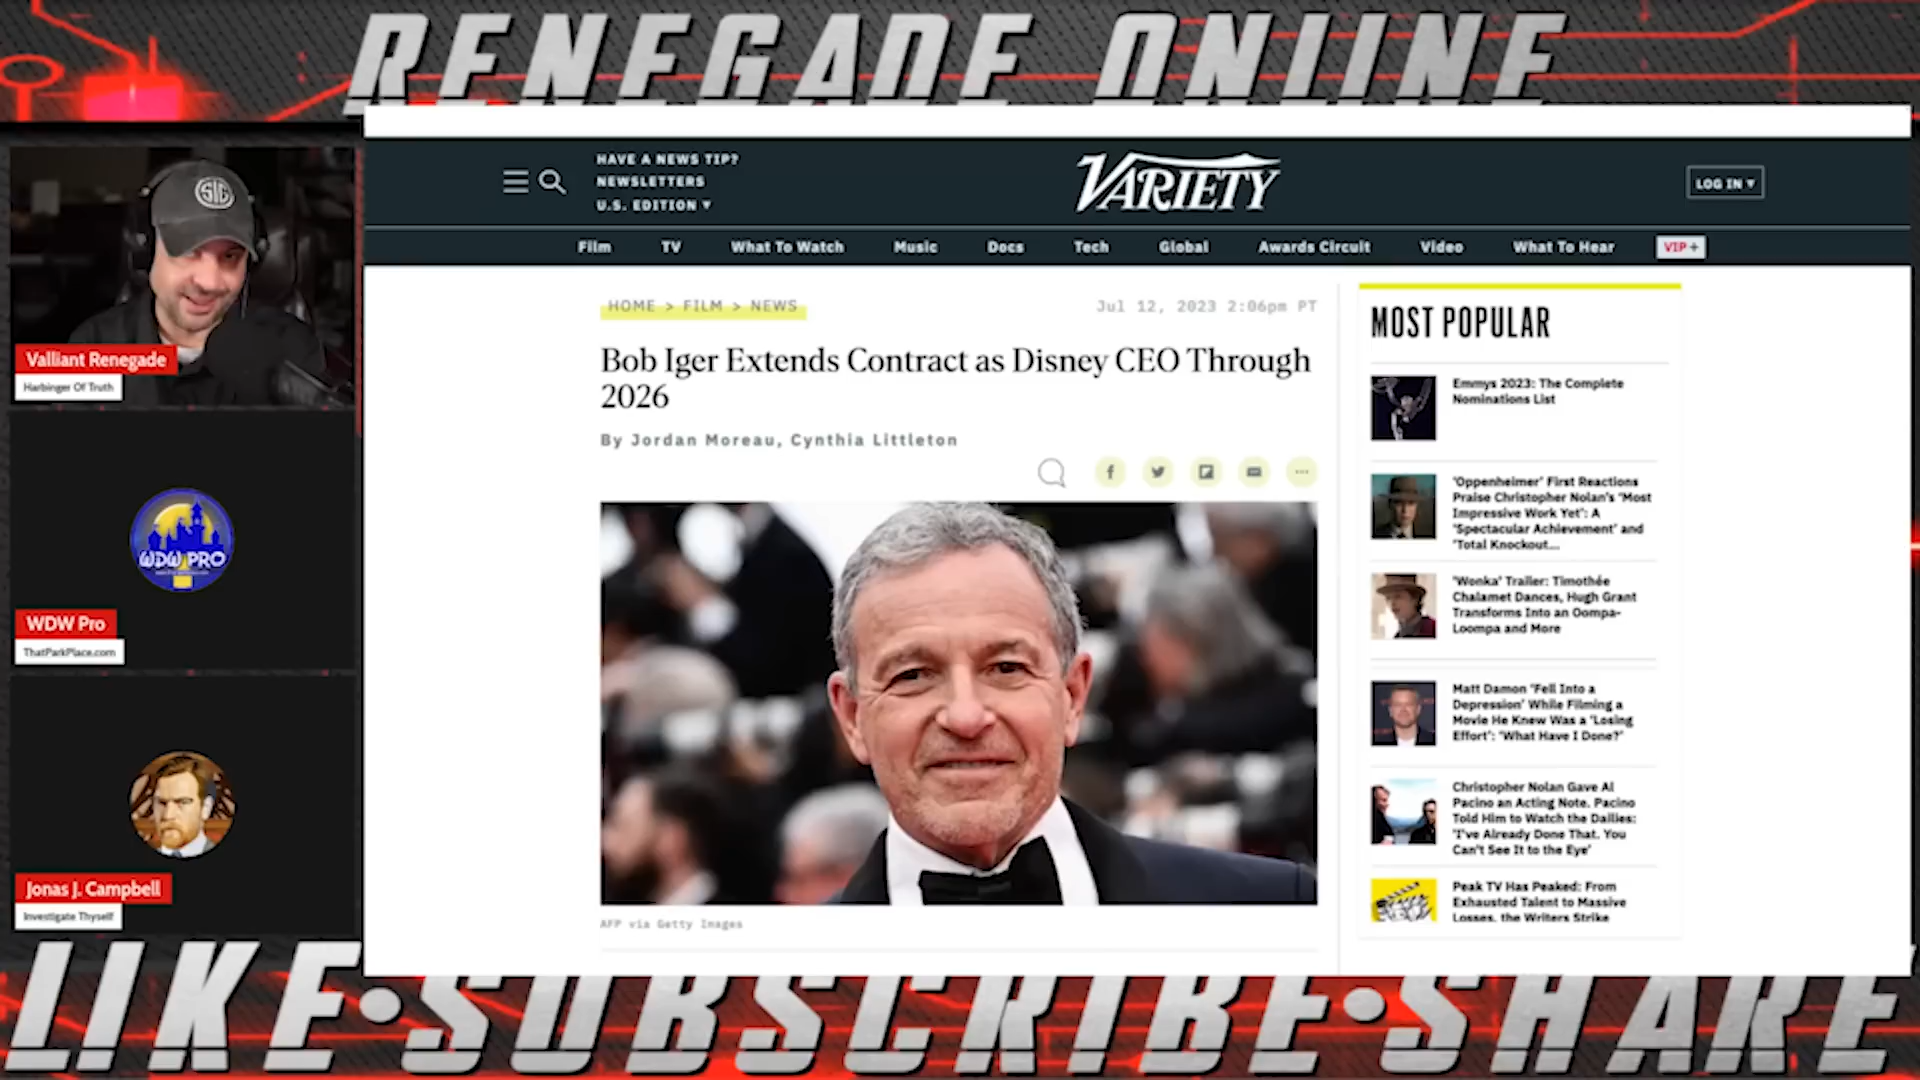 RENEGADE ONLINE
HAVE A NEWS TIP?
NEWSLETTERS
U.S. EDITION ▾
VARIETY
LOG IN ▾
Film TV What To Watch Music Docs Tech Global Awards Circuit Video What To Hear VIP+
HOME > FILM > NEWS
Jul 12, 2023 2:06pm PT
Bob Iger Extends Contract as Disney CEO Through
2026
By Jordan Moreau, Cynthia Littleton
AFP via Getty Images
MOST POPULAR
Emmys 2023: The Complete
Nominations List
'Oppenheimer' First Reactions
Praise Christopher Nolan's 'Most
Impressive Work Yet': A
'Spectacular Achievement' and
'Total Knockout...
'Wonka' Trailer: Timothée
Chalamet Dances, Hugh Grant
Transforms Into an Oompa-
Loompa and More
Matt Damon 'Fell Into a
Depression' While Filming a
Movie He Knew Was a 'Losing
Effort': 'What Have I Done?'
Christopher Nolan Gave Al
Pacino an Acting Note. Pacino
Told Him to Watch the Dailies:
'I've Already Done That. You
Can't See It to the Eye'
Peak TV Has Peaked: From
Exhausted Talent to Massive
Losses, the Writers Strike
SIG
Valliant Renegade
Harbinger Of Truth
WDW PRO
WDW Pro
ThatParkPlace.com
Jonas J. Campbell
Investigate Thyself
LIKE•SUBSCRIBE•SHARE